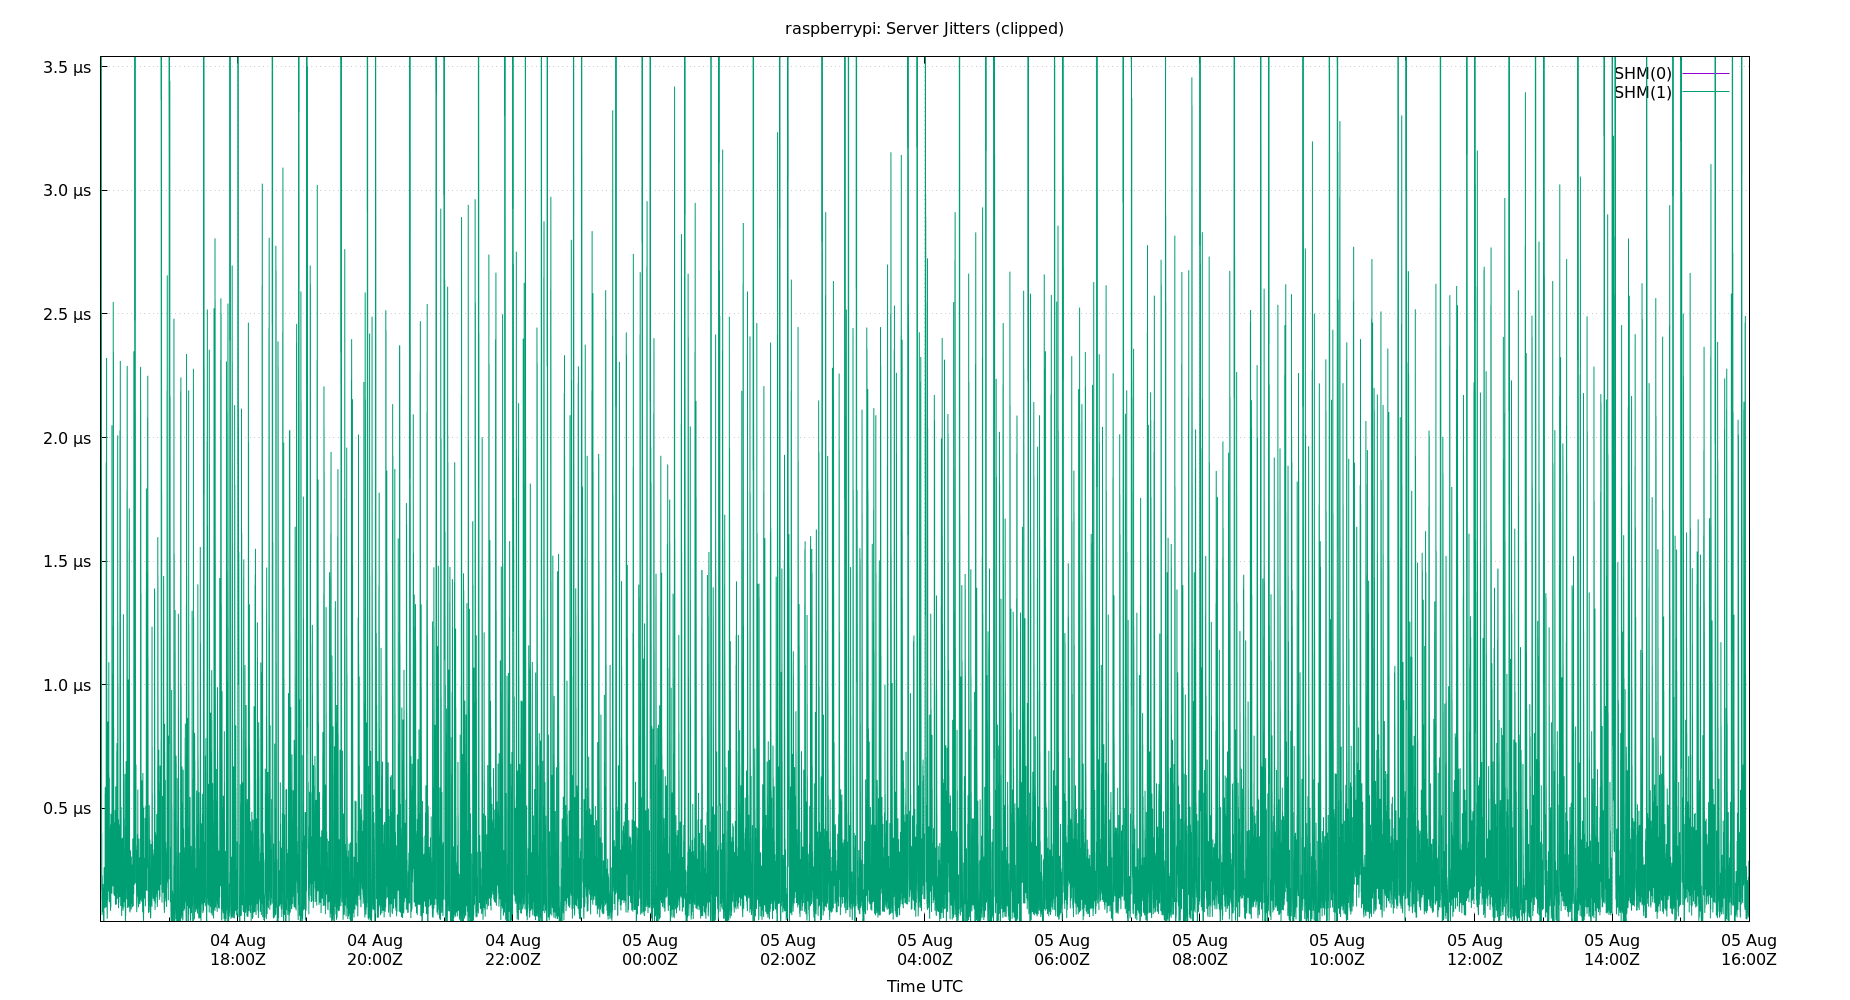 raspberrypi: Server Jitters (clipped)
3.5 µs
3.0 µs
2.5 µs
2.0 µs
1.5 µs
1.0 µs
0.5 µs
SHM(0)
SHM(1)
04 Aug
18:00Z
04 Aug
20:00Z
04 Aug
22:00Z
05 Aug
00:00Z
05 Aug
02:00Z
05 Aug
04:00Z
05 Aug
06:00Z
05 Aug
08:00Z
05 Aug
10:00Z
05 Aug
12:00Z
05 Aug
14:00Z
05 Aug
16:00Z
Time UTC